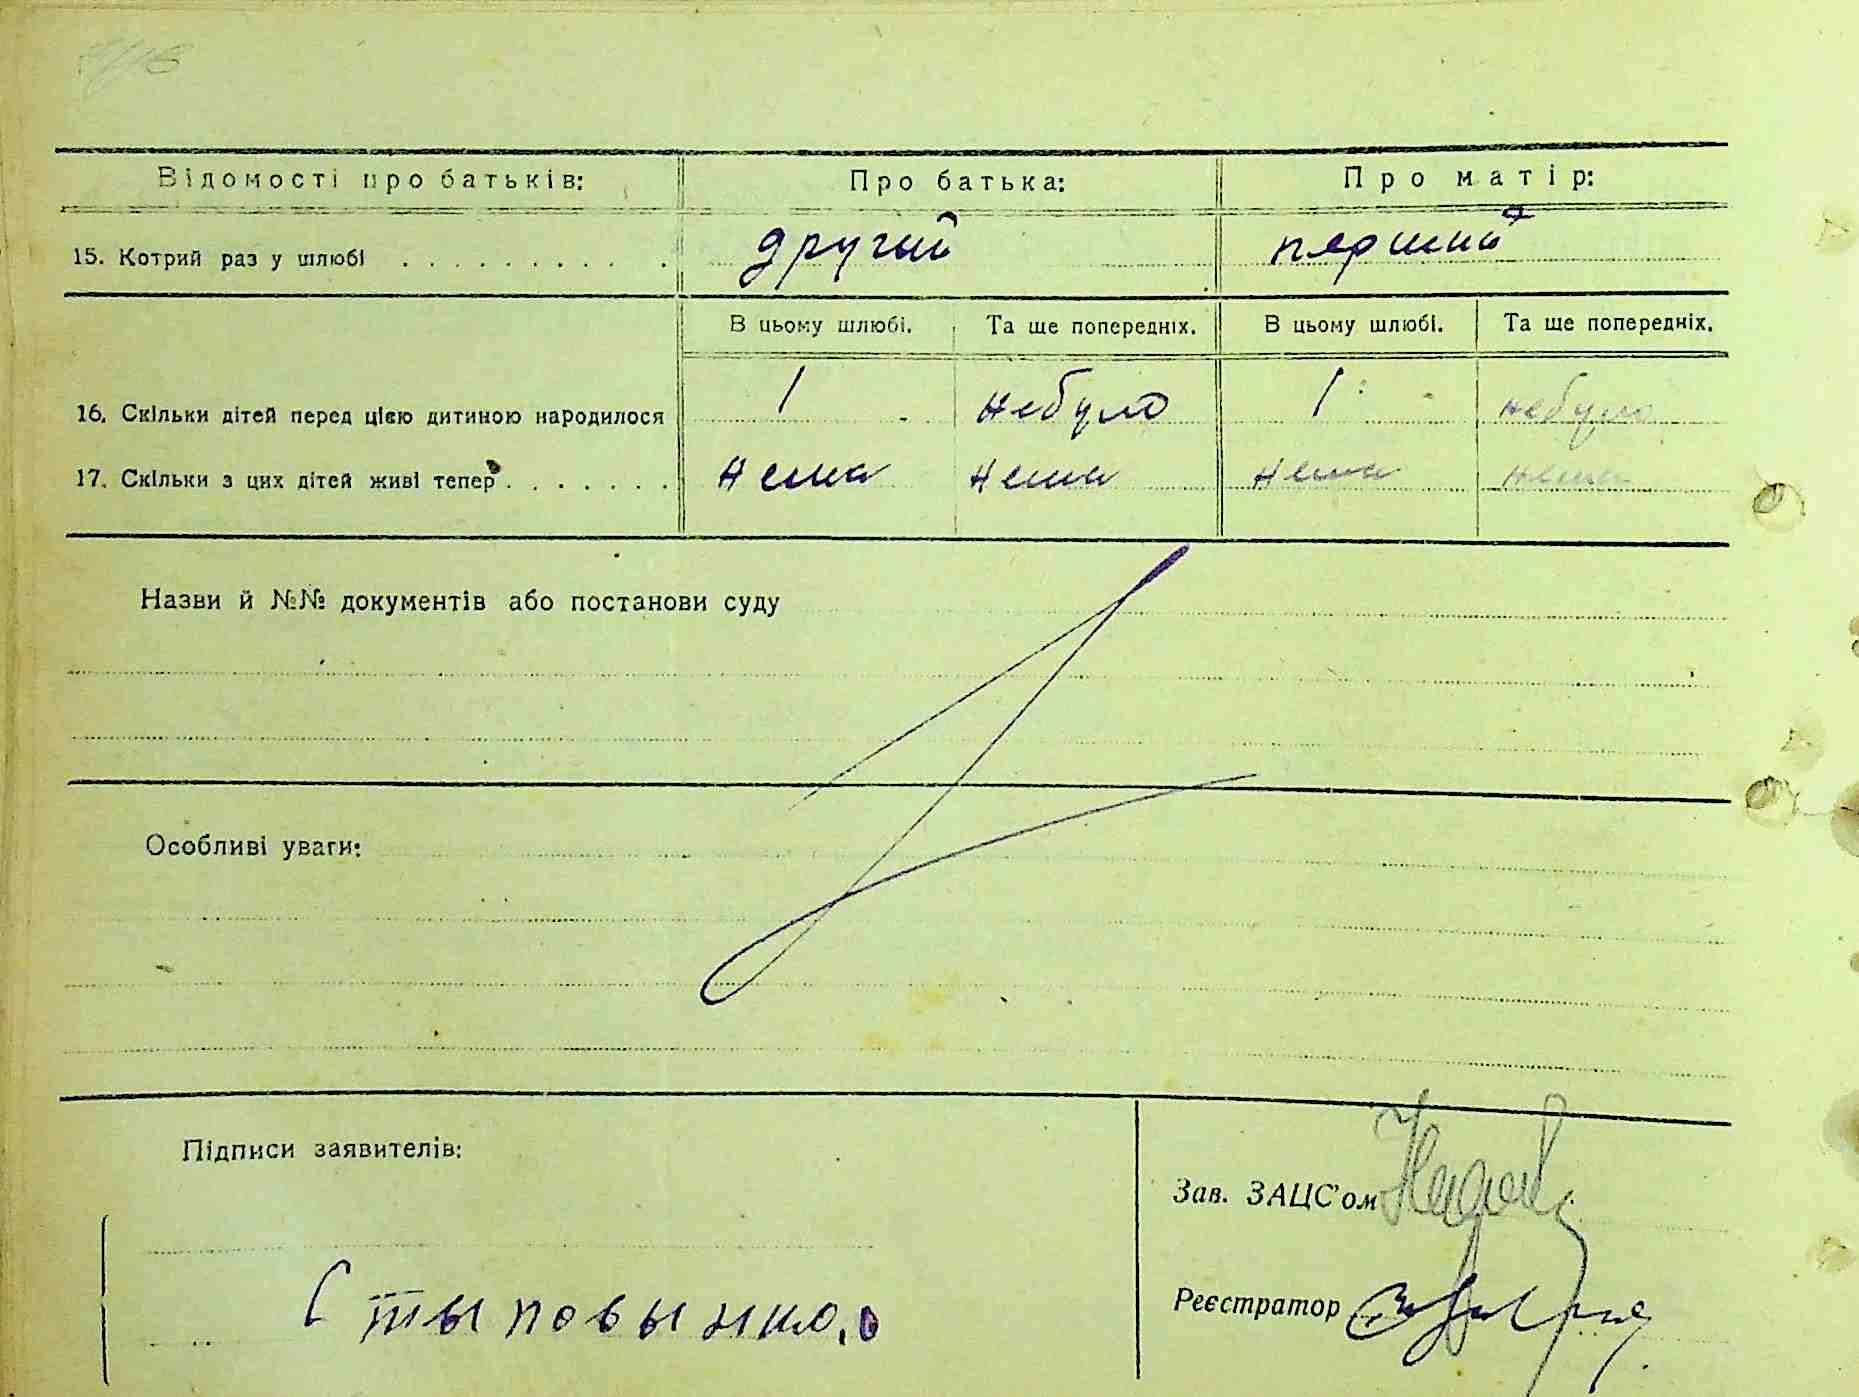 Відомості про батьків: Про батька: Про матір:
15. Котрий раз у шлюбі . . . . . . . . . . другий перший
В цьому шлюбі. Та ще попередніх. В цьому шлюбі. Та ще попередніх.
16. Скільки дітей перед цією дитиною народилося 1 небуло 1 небуло
17. Скільки з цих дітей живі тепер . . . . . . . нема нема нема нема
Назви й №№ документів або постанови суду
Особливі уваги:
Підписи заявителів:
Зав. ЗАЦС'ом
Реєстратор